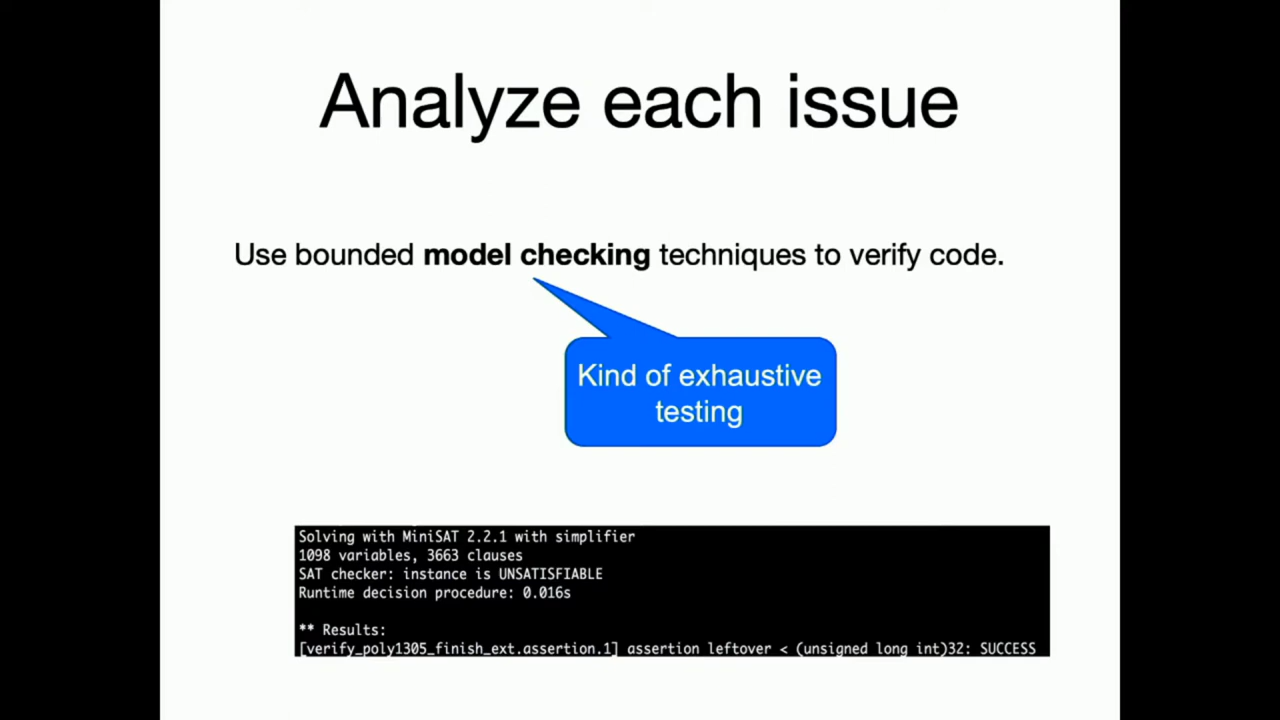 Analyze each issue
Use bounded model checking techniques to verify code.
Kind of exhaustive
testing
Solving with MiniSAT 2.2.1 with simplifier
1098 variables, 3663 clauses
SAT checker: instance is UNSATISFIABLE
Runtime decision procedure: 0.016s
** Results:
[verify_poly1305_finish_ext.assertion.1] assertion leftover < (unsigned long int)32: SUCCESS